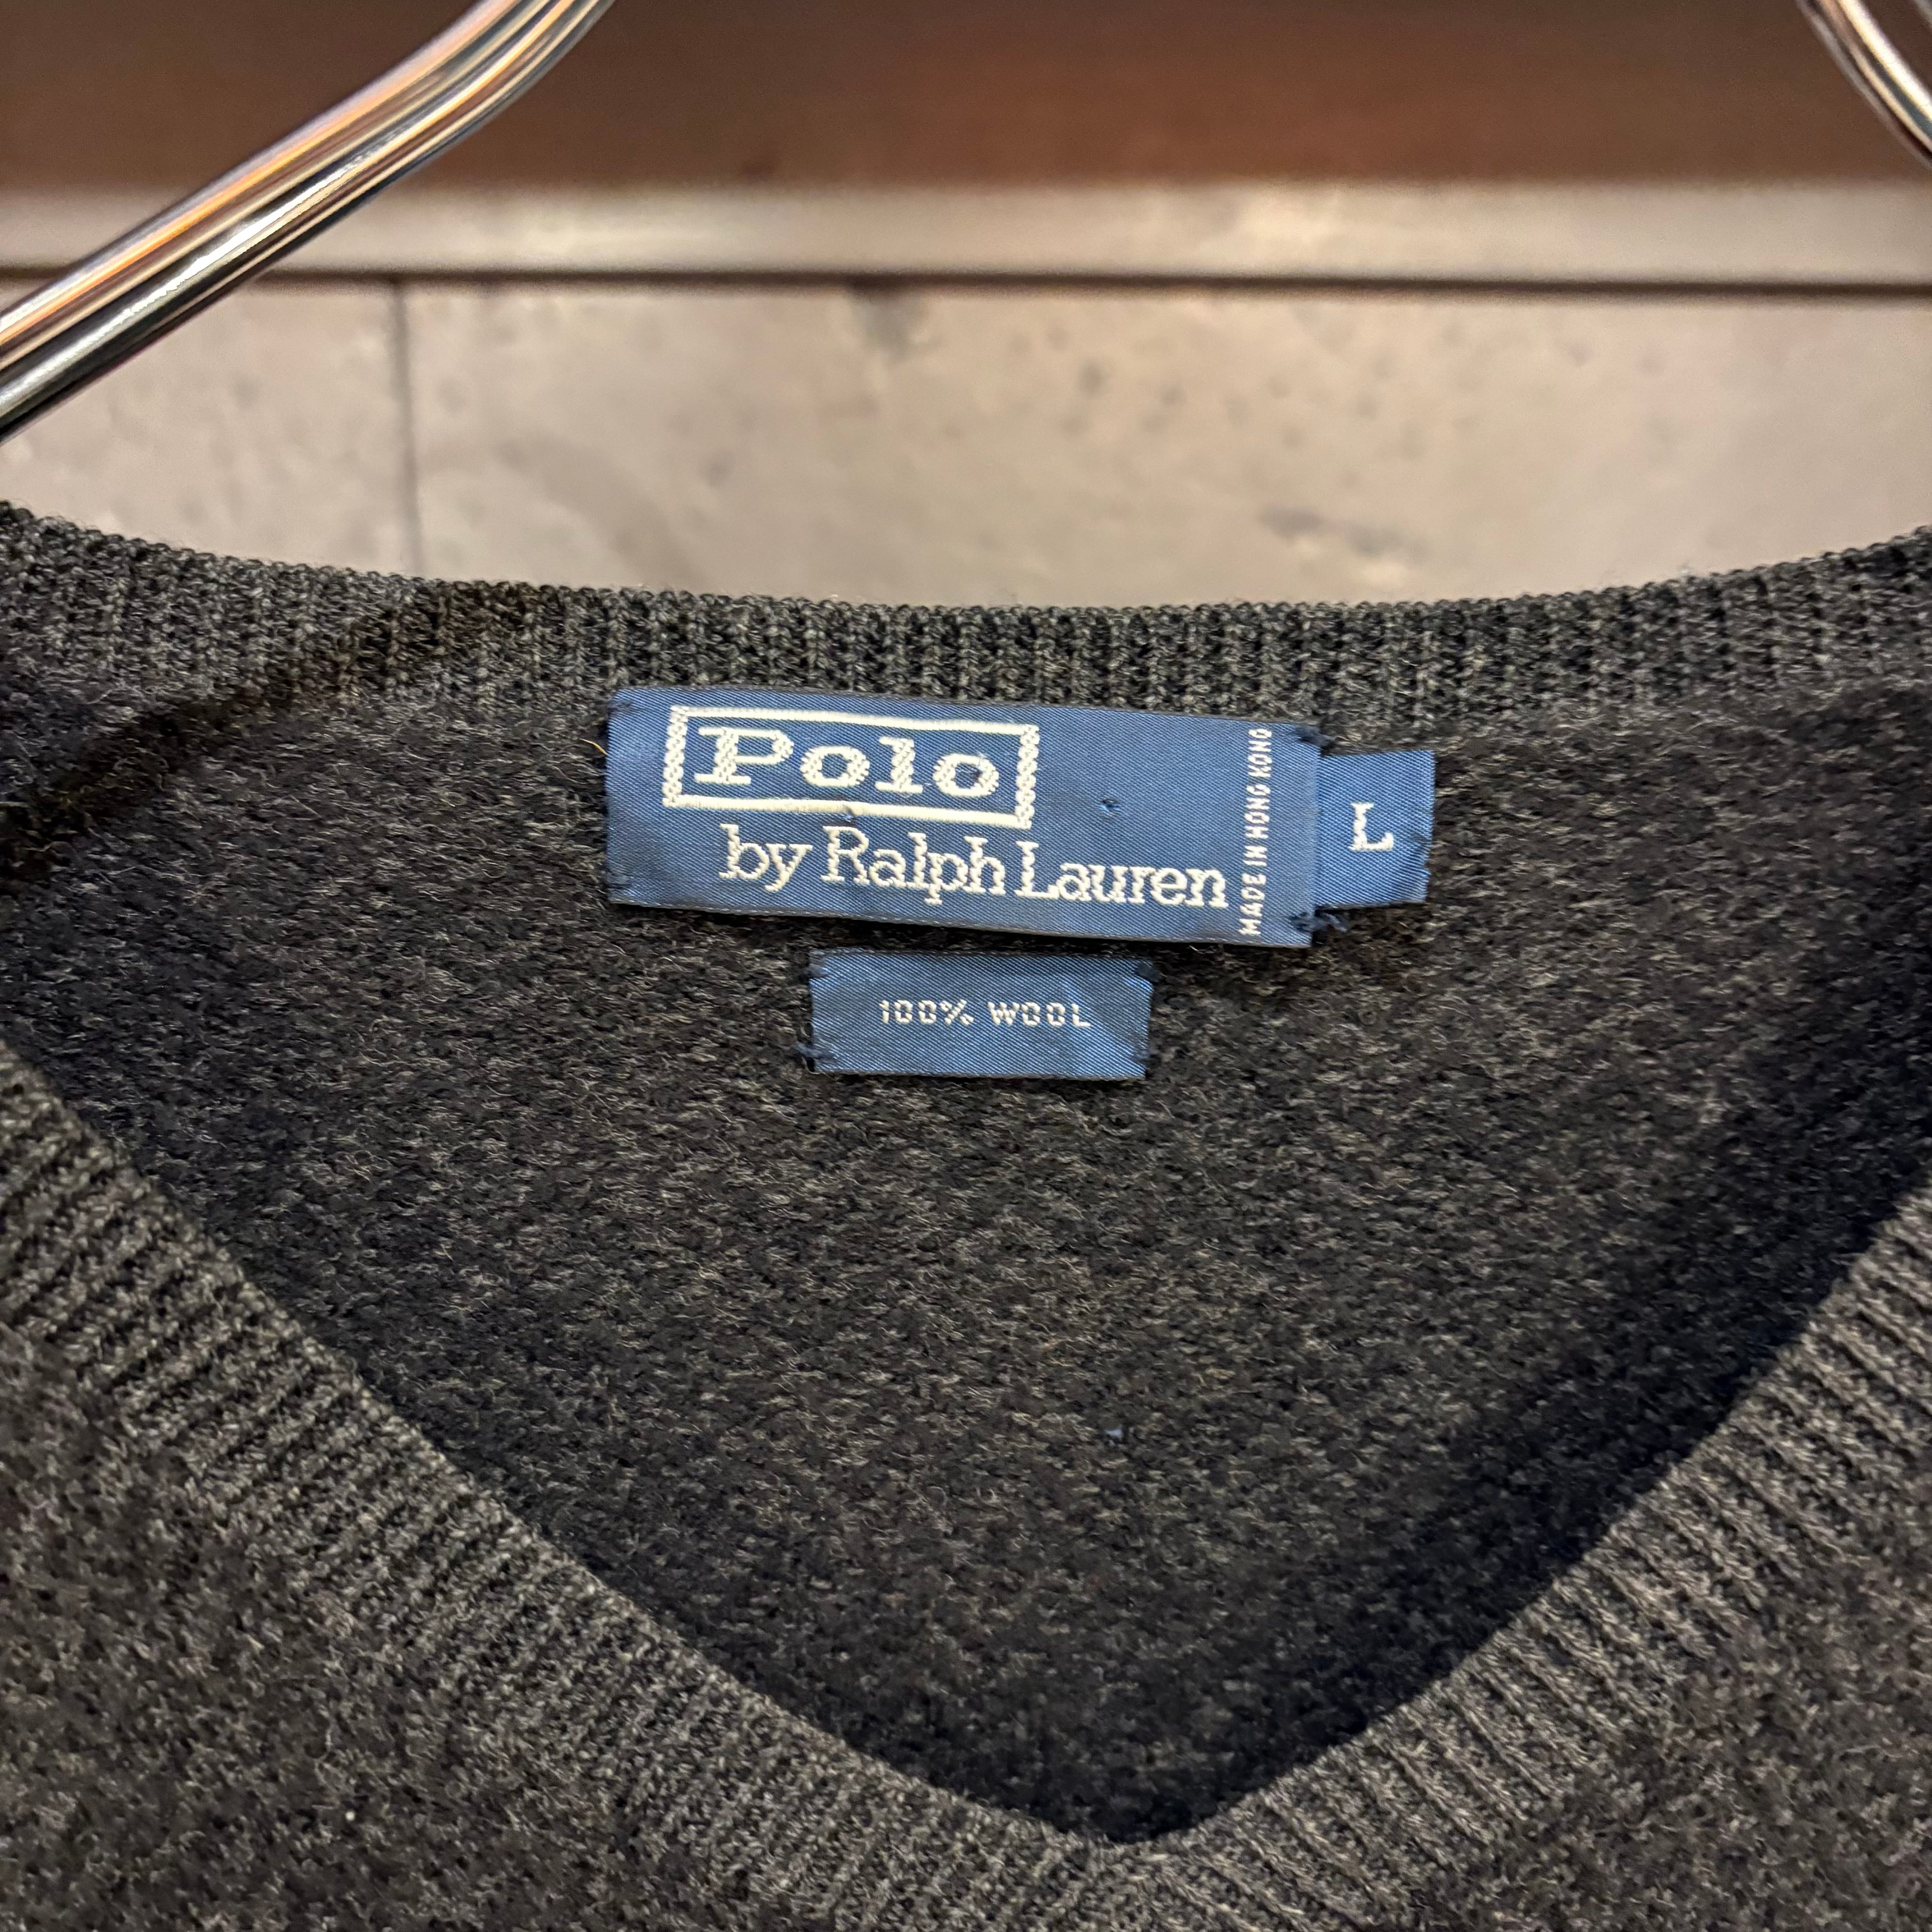 Polo
by Ralph Lauren
MADE IN HONG KONG
L
100% WOOL